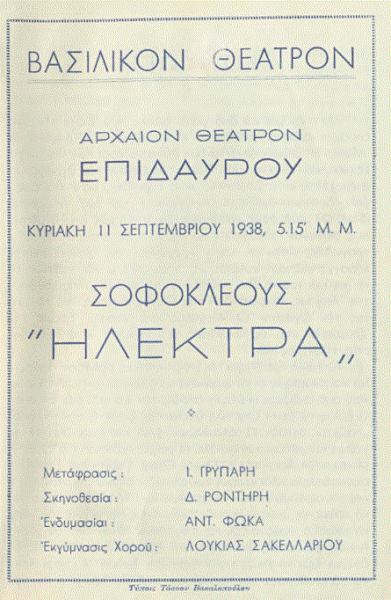 ΒΑΣΙΛΙΚΟΝ ΘΕΑΤΡΟΝ
ΑΡΧΑΙΟΝ ΘΕΑΤΡΟΝ
ΕΠΙΔΑΥΡΟΥ
ΚΥΡΙΑΚΗ 11 ΣΕΠΤΕΜΒΡΙΟΥ 1938, 5.15' Μ. Μ.
ΣΟΦΟΚΛΕΟΥΣ
"ΗΛΕΚΤΡΑ„
Μετάφρασις : Ι. ΓΡΥΠΑΡΗ
Σκηνοθεσία : Δ. ΡΟΝΤΗΡΗ
Ἐνδυμασίαι : ΑΝΤ. ΦΩΚΑ
Ἐκγύμνασις Χοροῦ : ΛΟΥΚΙΑΣ ΣΑΚΕΛΛΑΡΙΟΥ
Τύποις